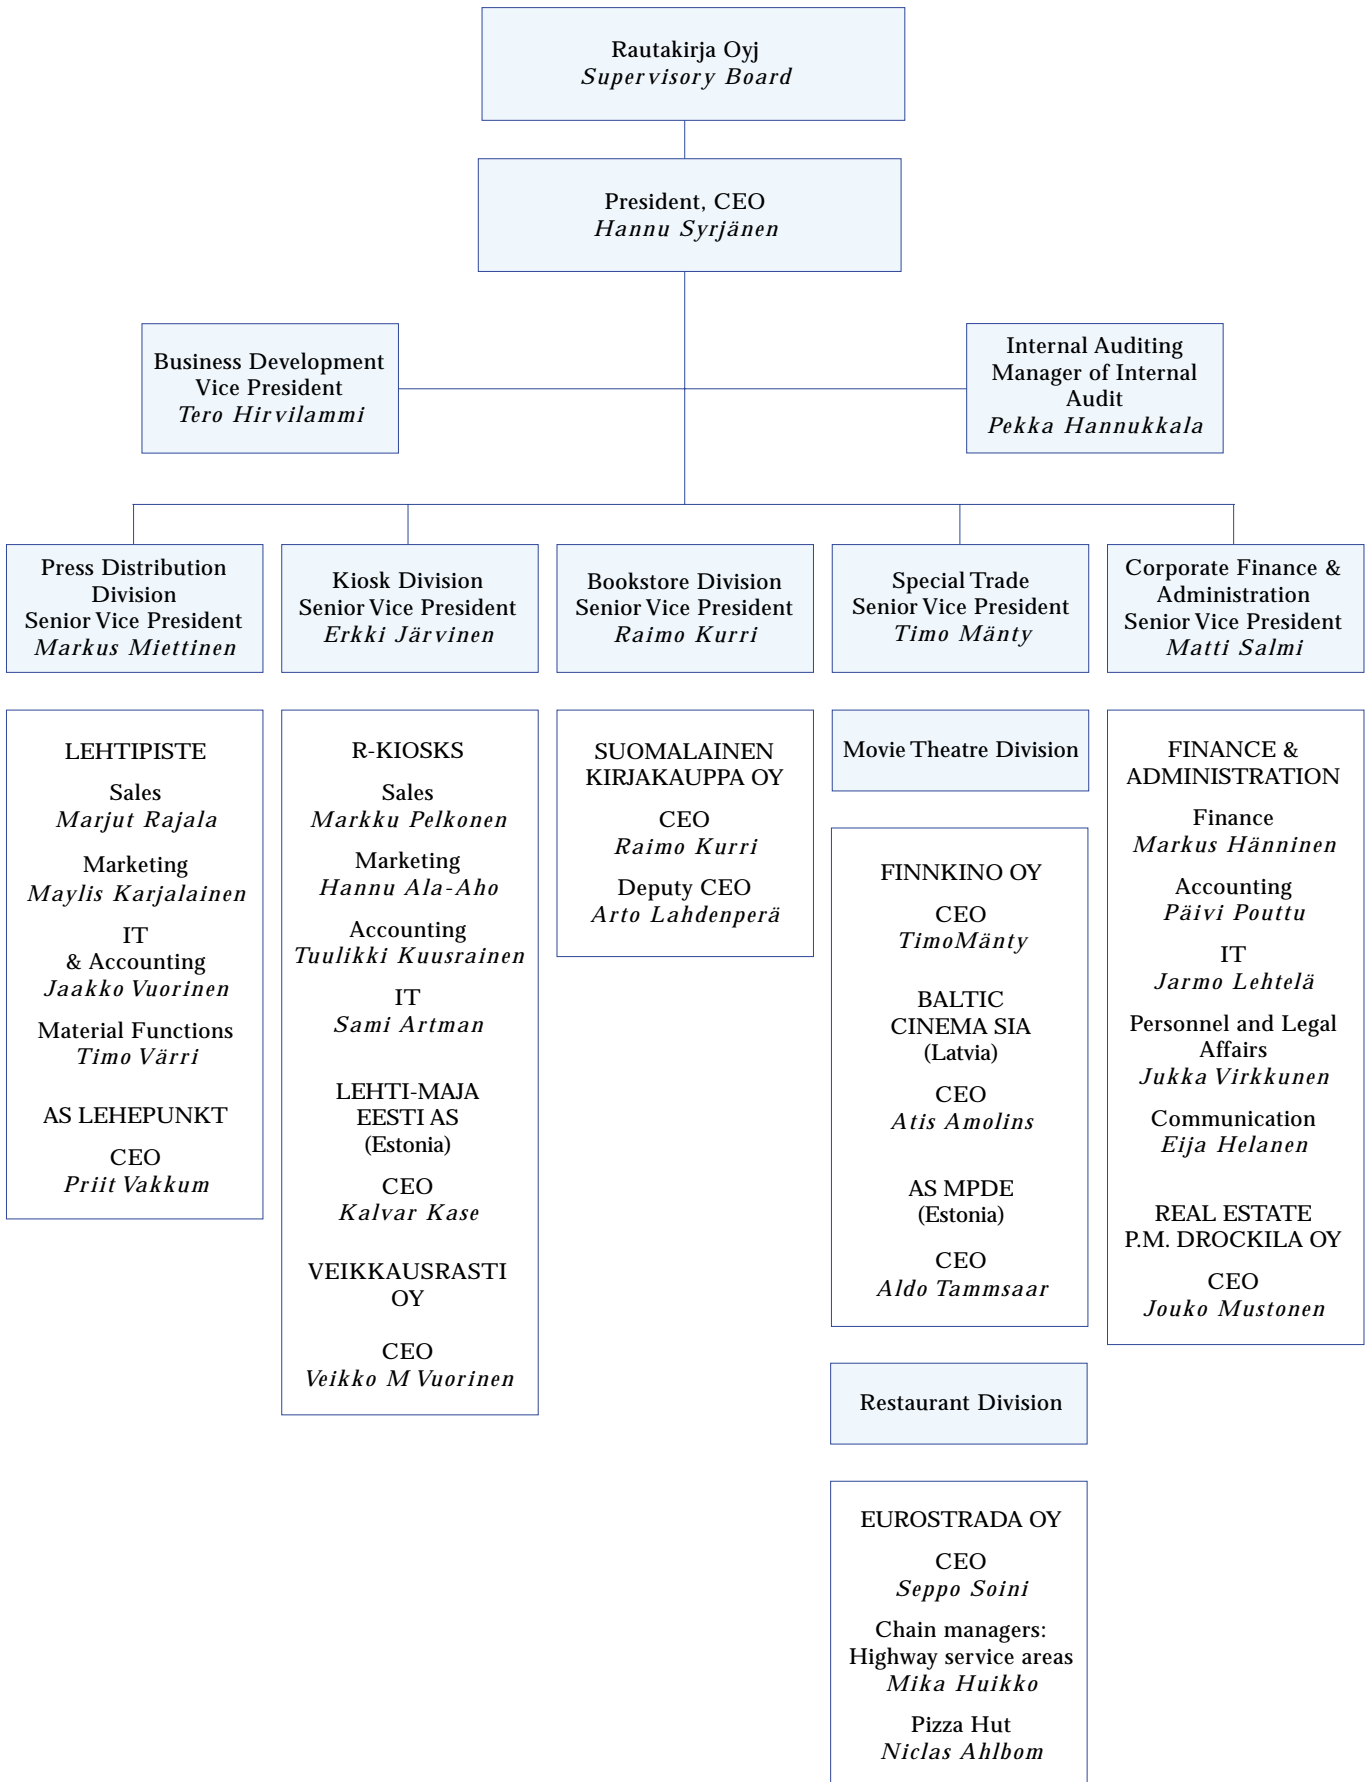 Rautakirja Oyj
Supervisory Board
President, CEO
Hannu Syrjänen
Business Development
Vice President
Tero Hirvilammi
Internal Auditing
Manager of Internal
Audit
Pekka Hannukkala
Press Distribution
Division
Senior Vice President
Markus Miettinen
Kiosk Division
Senior Vice President
Erkki Järvinen
Bookstore Division
Senior Vice President
Raimo Kurri
Special Trade
Senior Vice President
Timo Mänty
Corporate Finance &
Administration
Senior Vice President
Matti Salmi
LEHTIPISTE
Sales
Marjut Rajala
Marketing
Maylis Karjalainen
IT
& Accounting
Jaakko Vuorinen
Material Functions
Timo Värri
AS LEHEPUNKT
CEO
Priit Vakkum
R-KIOSKS
Sales
Markku Pelkonen
Marketing
Hannu Ala-Aho
Accounting
Tuulikki Kuusrainen
IT
Sami Artman
LEHTI-MAJA
EESTI AS
(Estonia)
CEO
Kalvar Kase
VEIKKAUSRASTI
OY
CEO
Veikko M Vuorinen
SUOMALAINEN
KIRJAKAUPPA OY
CEO
Raimo Kurri
Deputy CEO
Arto Lahdenperä
Movie Theatre Division
FINNKINO OY
CEO
TimoMänty
BALTIC
CINEMA SIA
(Latvia)
CEO
Atis Amolins
AS MPDE
(Estonia)
CEO
Aldo Tammsaar
Restaurant Division
EUROSTRADA OY
CEO
Seppo Soini
Chain managers:
Highway service areas
Mika Huikko
Pizza Hut
Niclas Ahlbom
FINANCE &
ADMINISTRATION
Finance
Markus Hänninen
Accounting
Päivi Pouttu
IT
Jarmo Lehtelä
Personnel and Legal
Affairs
Jukka Virkkunen
Communication
Eija Helanen
REAL ESTATE
P.M. DROCKILA OY
CEO
Jouko Mustonen